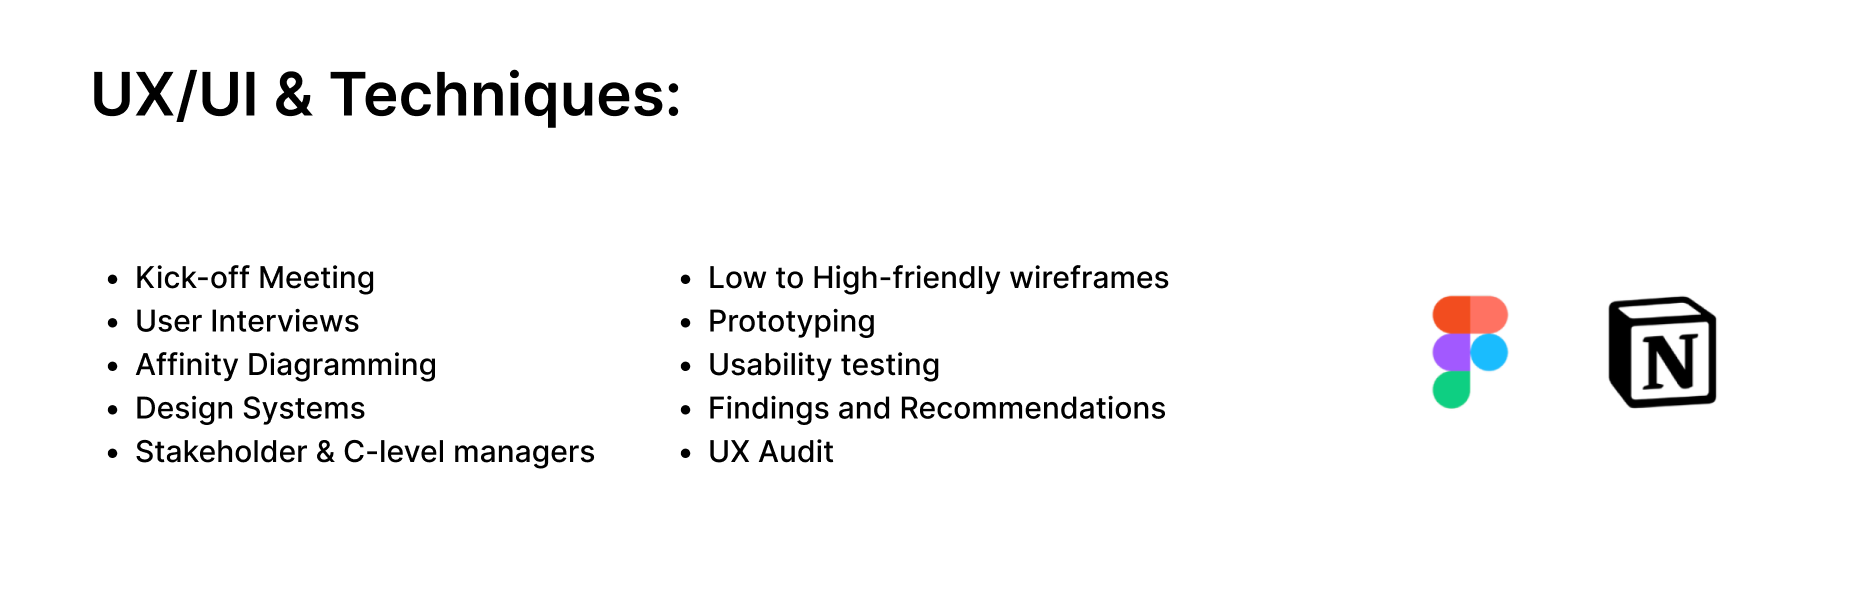 UX/UI & Techniques:
Kick-off Meeting
User Interviews
Affinity Diagramming
Design Systems
Stakeholder & C-level managers
Low to High-friendly wireframes
Prototyping
Usability testing
Findings and Recommendations
UX Audit
N